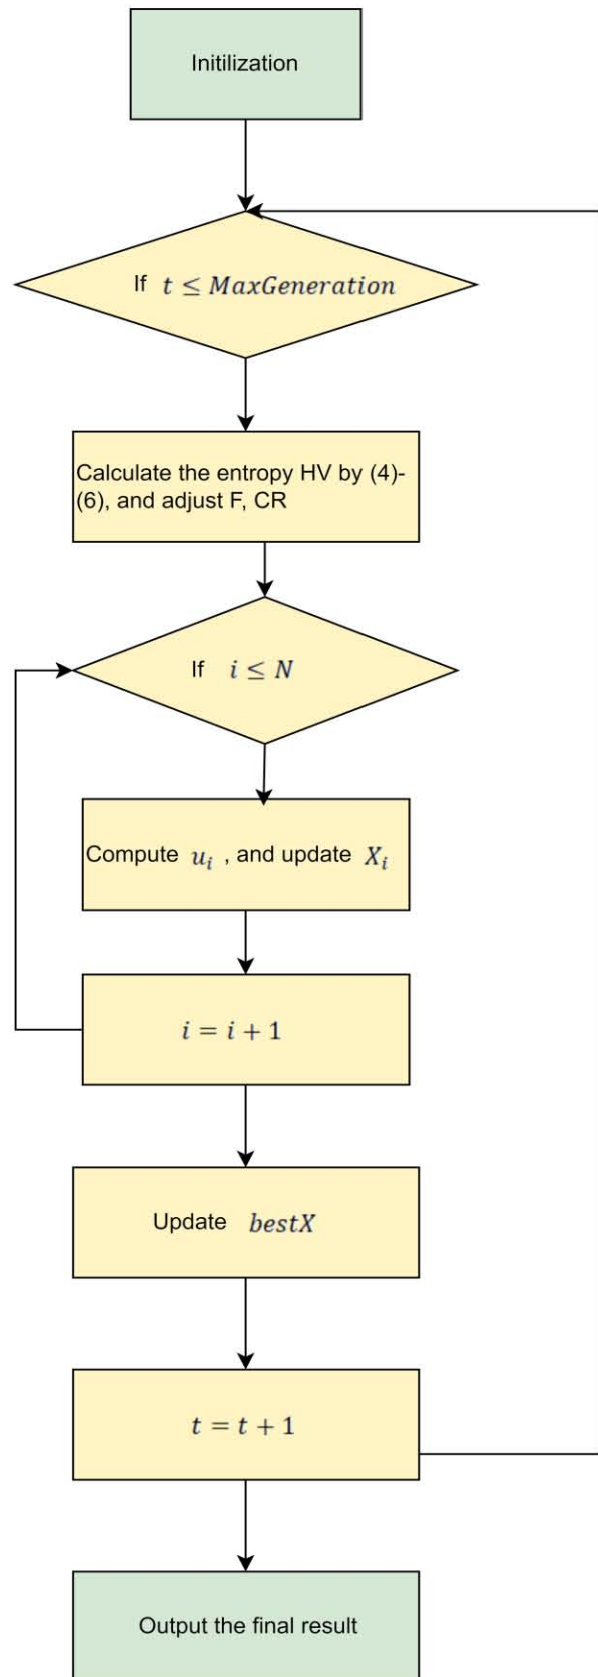 Initilization
If t ≤ MaxGeneration
Calculate the entropy HV by (4)-
(6), and adjust F, CR
If i ≤ N
Compute u_i , and update X_i
i = i + 1
Update bestX
t = t + 1
Output the final result